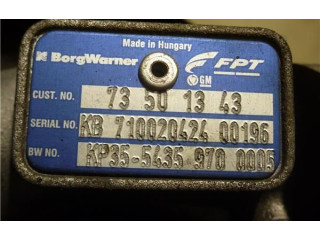 Made in Hungary
BorgWarner
FPT
GM
CUST. NO. 73 50 13 43
SERIAL NO. KB 710020424 00196
BW NO. KP35-5435 970 0005